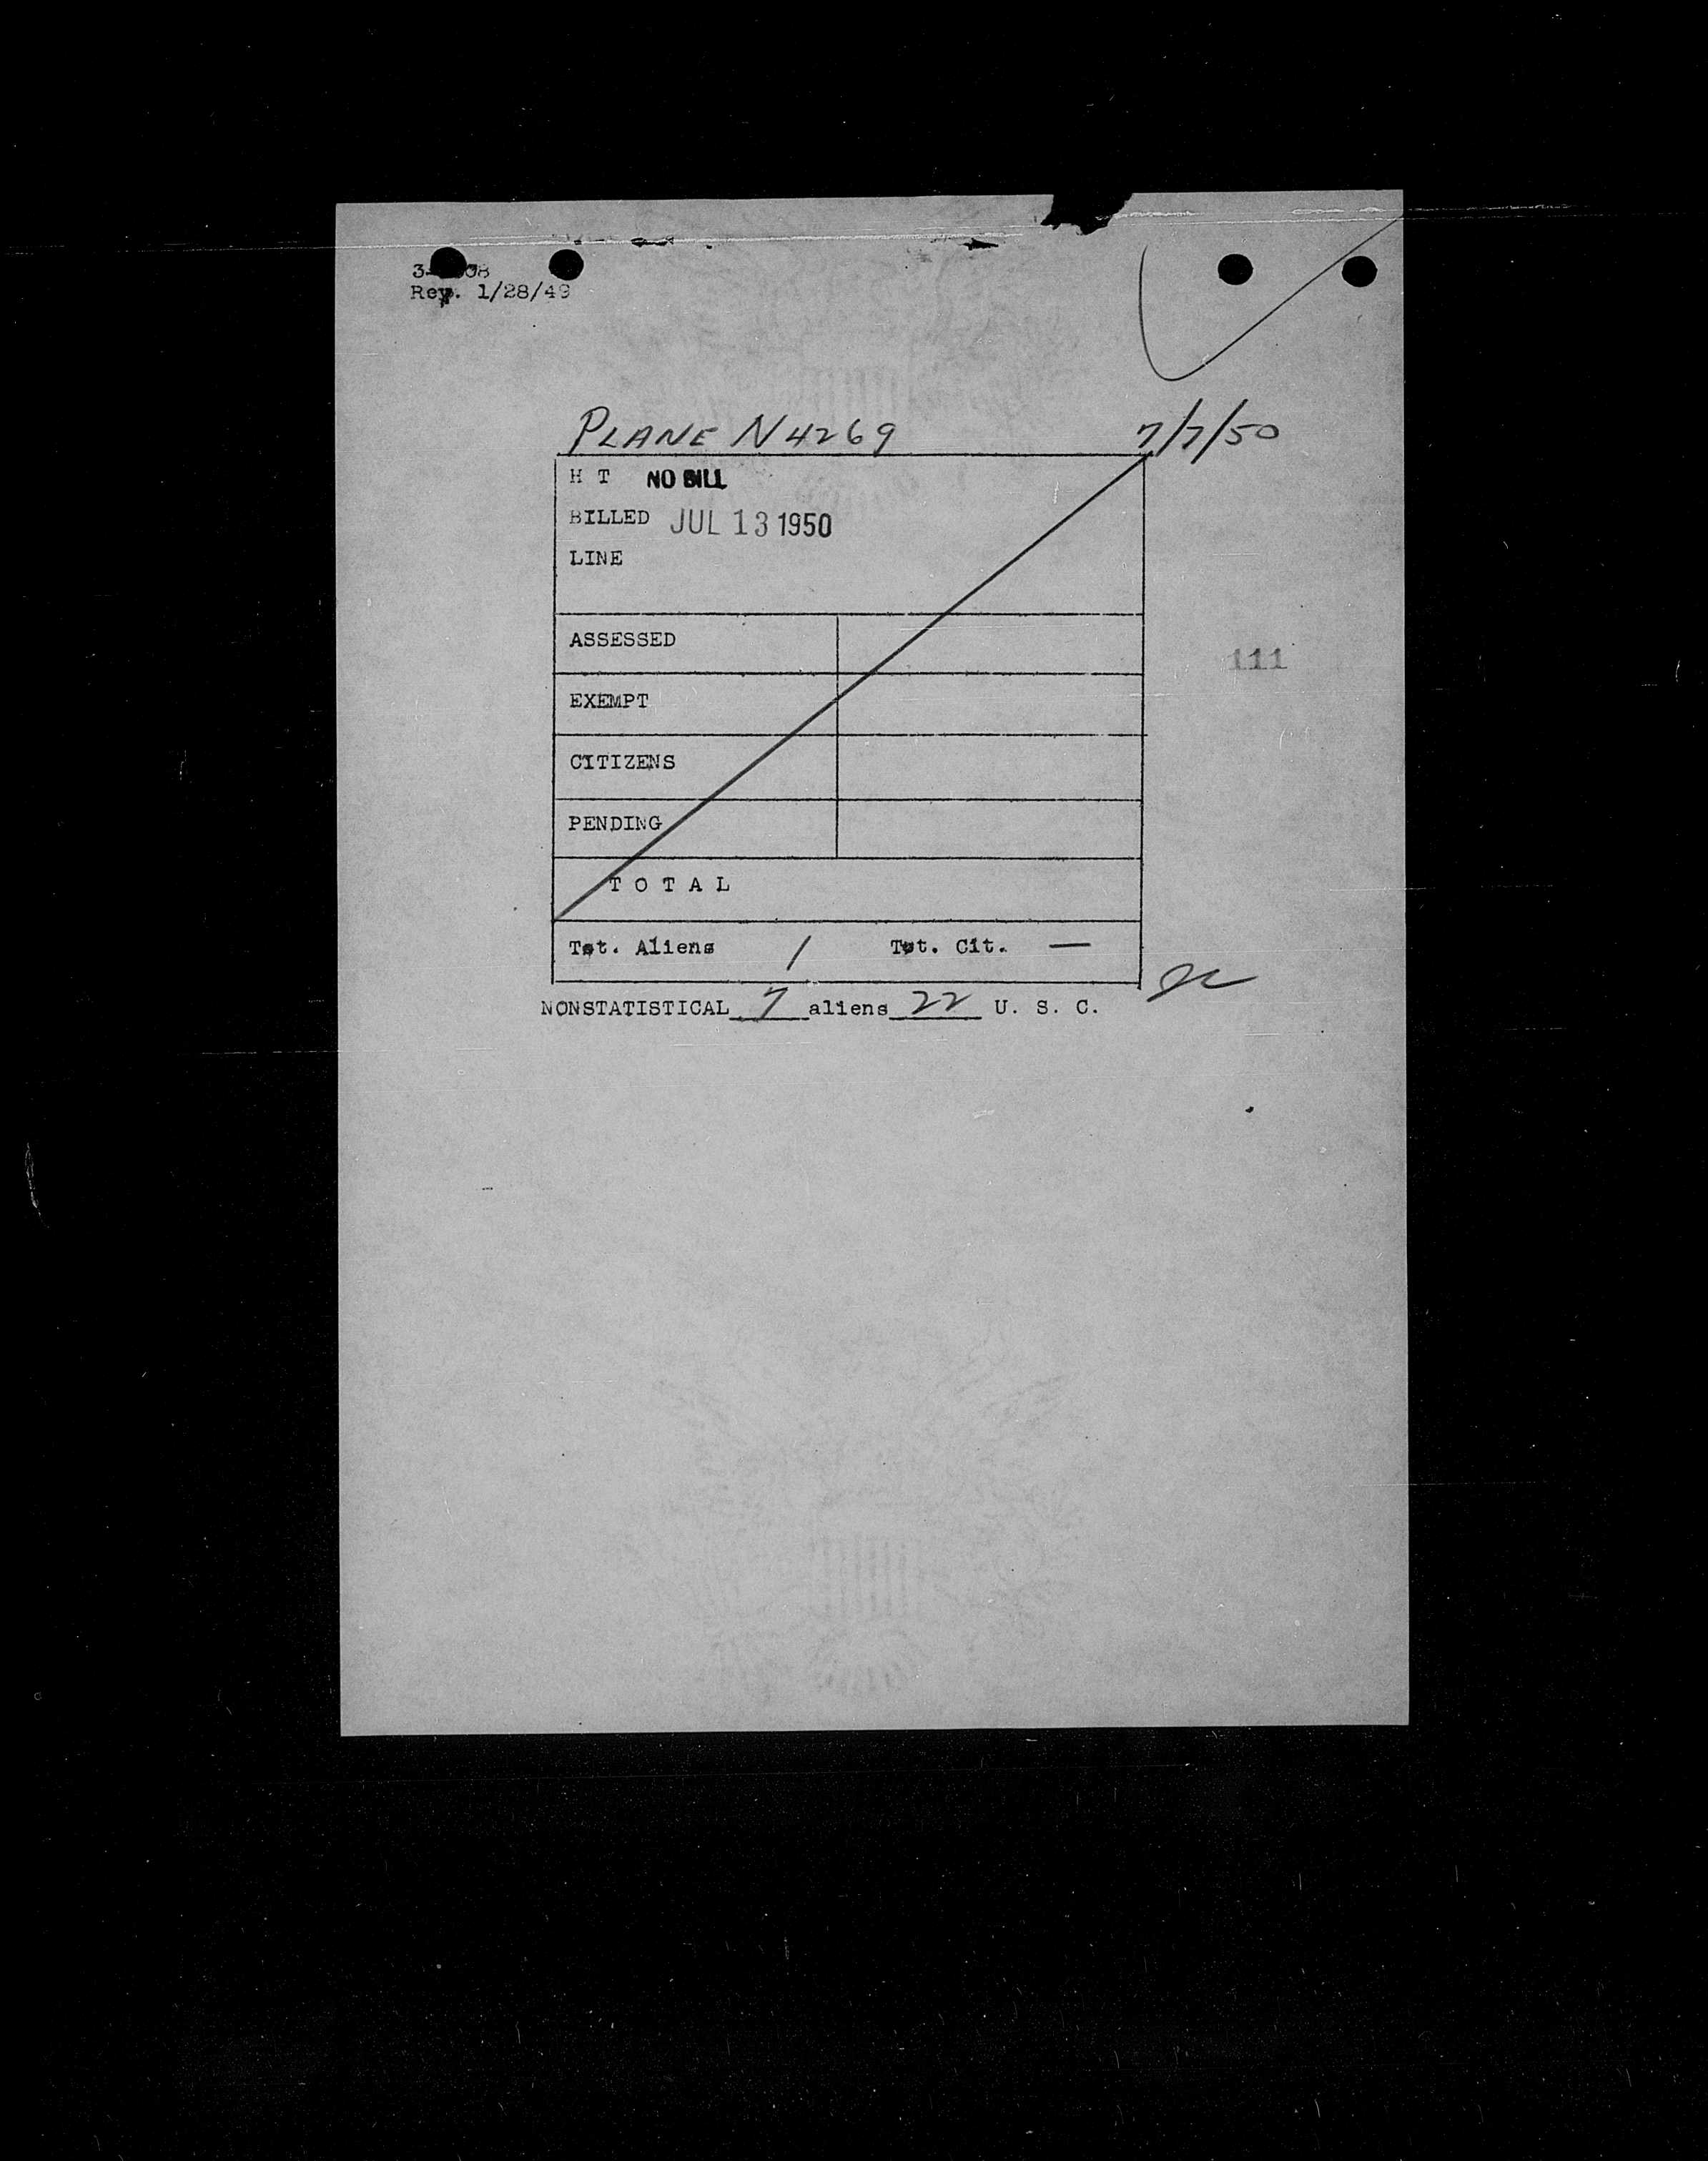 Rev. 1/28/49
PLANE N4269 7/7/50
H T NO BILL
BILLED JUL 13 1950
LINE
ASSESSED
111
EXEMPT
CITIZENS
PENDING
T O T A L
Tot. Aliens / Tot. Cit. —
NONSTATISTICAL 7 aliens 22 U. S. C.